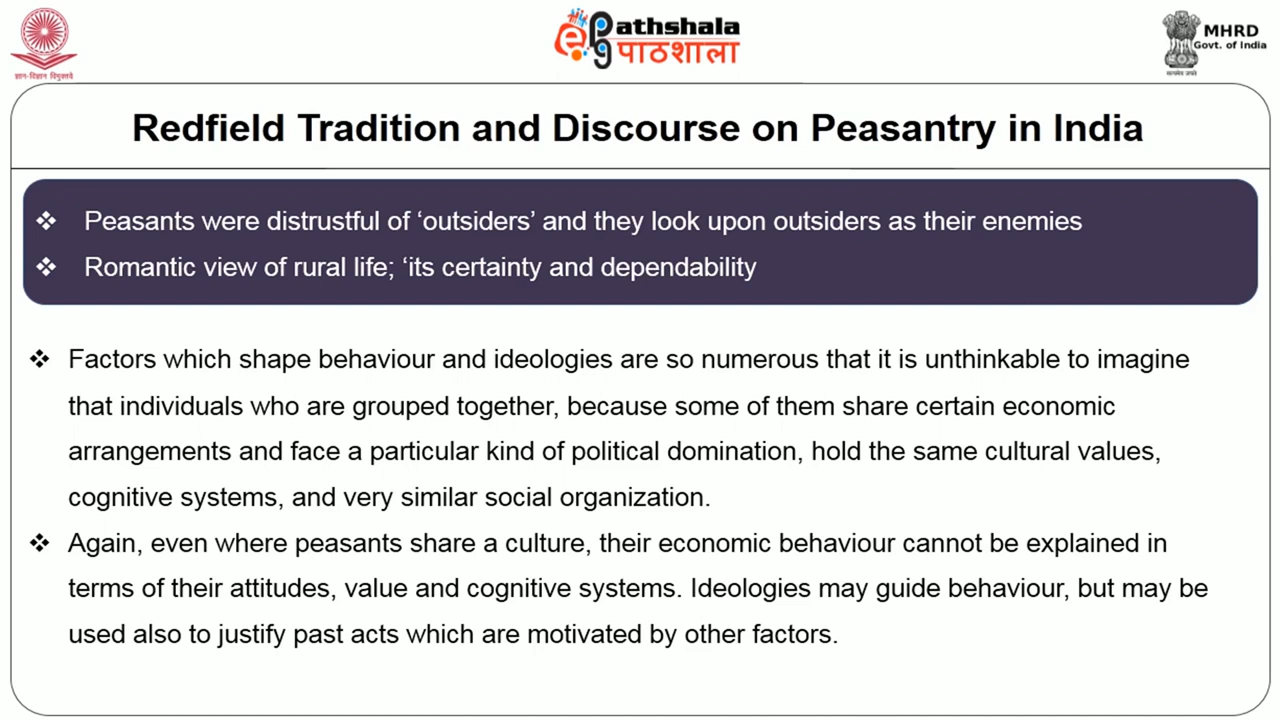 ज्ञान-विज्ञान विमुक्तये
ePathshala
पाठशाला
MHRD
Govt. of India
सत्यमेव जयते
Redfield Tradition and Discourse on Peasantry in India
❖ Peasants were distrustful of ‘outsiders’ and they look upon outsiders as their enemies
❖ Romantic view of rural life; ‘its certainty and dependability
❖ Factors which shape behaviour and ideologies are so numerous that it is unthinkable to imagine
that individuals who are grouped together, because some of them share certain economic
arrangements and face a particular kind of political domination, hold the same cultural values,
cognitive systems, and very similar social organization.
❖ Again, even where peasants share a culture, their economic behaviour cannot be explained in
terms of their attitudes, value and cognitive systems. Ideologies may guide behaviour, but may be
used also to justify past acts which are motivated by other factors.